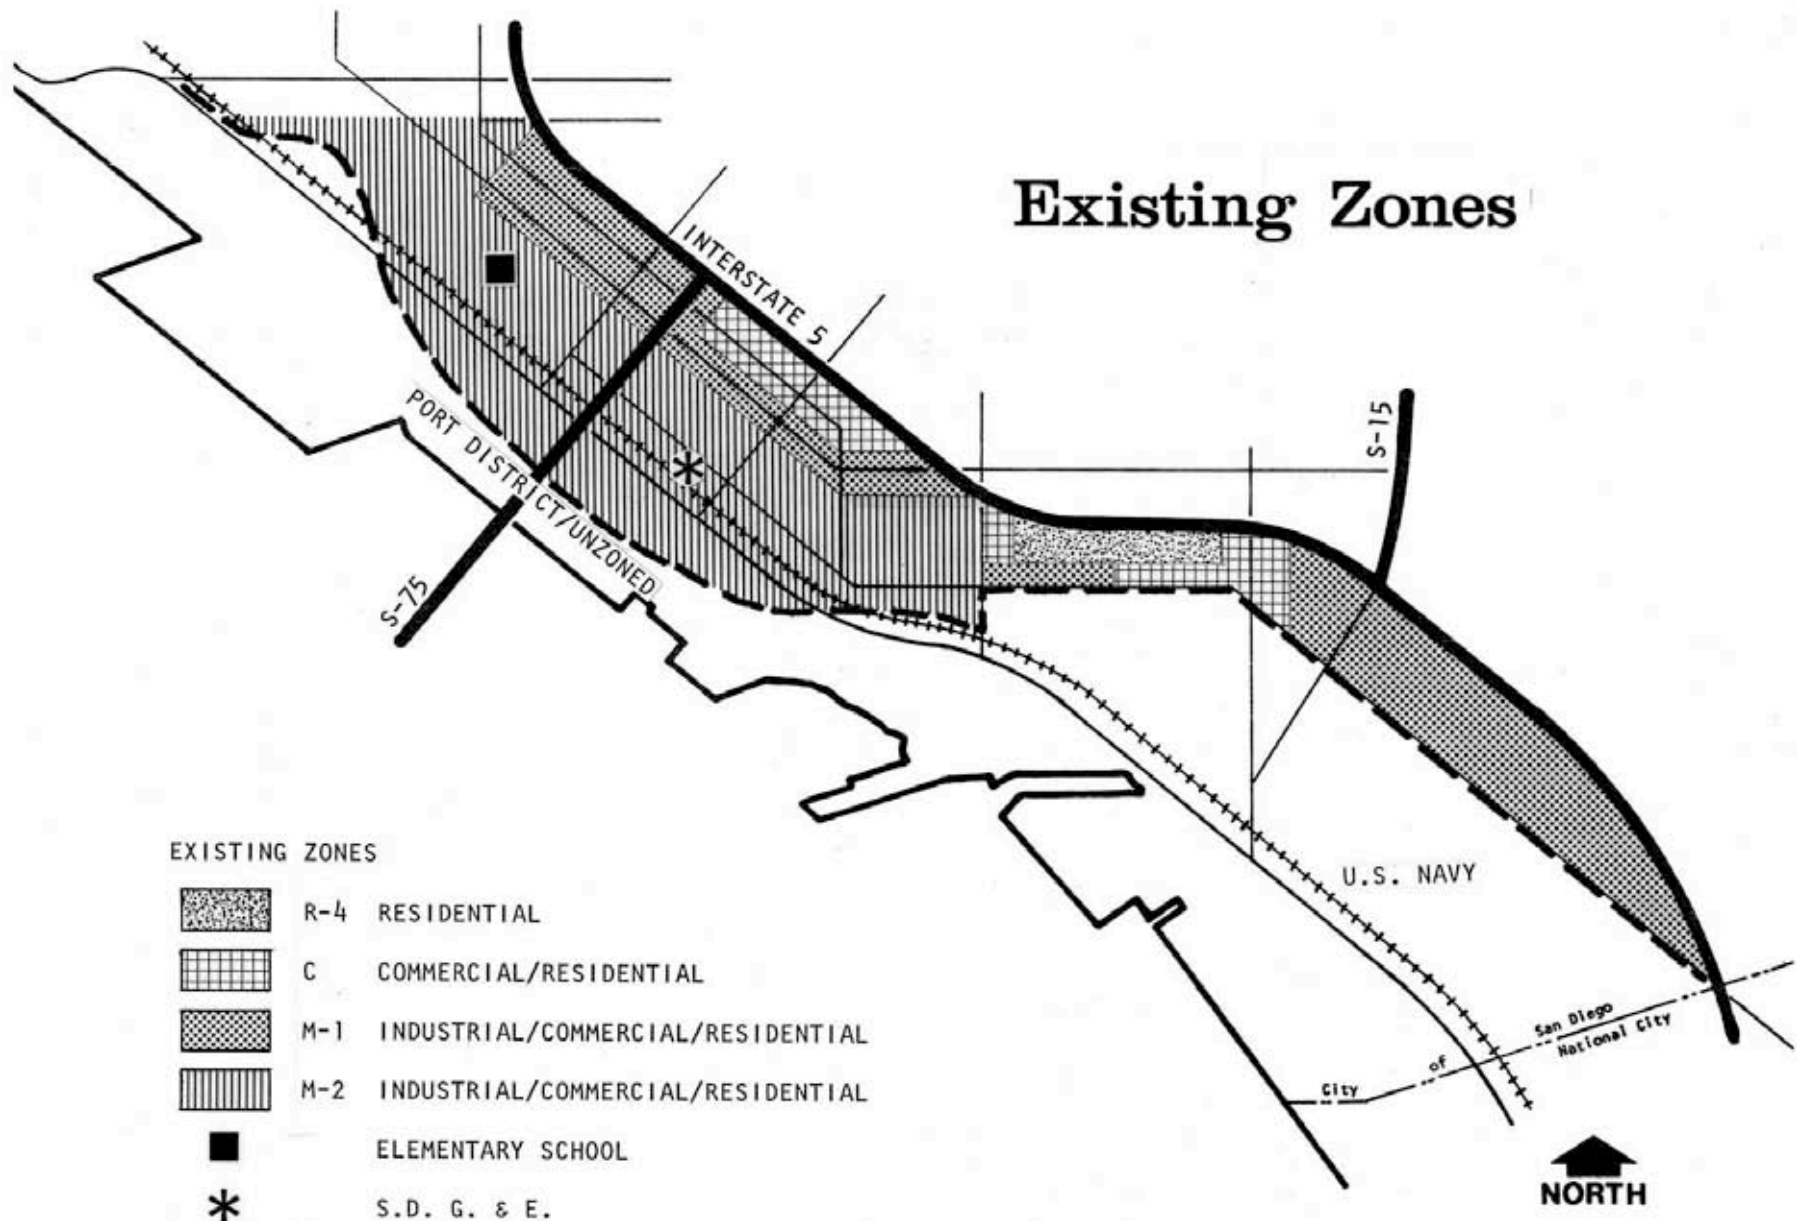 Existing Zones
INTERSTATE 5
S-15
PORT DISTRICT/UNZONED
S-75
U.S. NAVY
San Diego
City of
National City
EXISTING ZONES
R-4 RESIDENTIAL
C COMMERCIAL/RESIDENTIAL
M-1 INDUSTRIAL/COMMERCIAL/RESIDENTIAL
M-2 INDUSTRIAL/COMMERCIAL/RESIDENTIAL
ELEMENTARY SCHOOL
S.D. G. & E.
NORTH